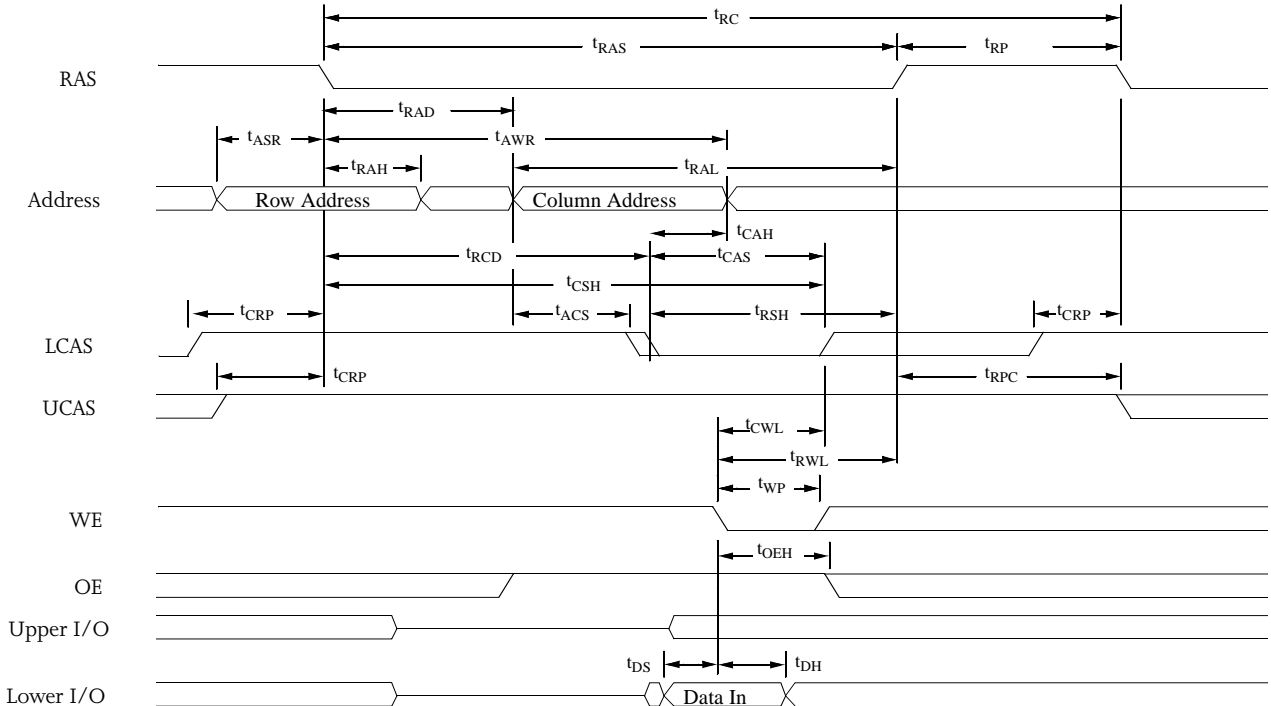 tRC
tRAS
tRP
RAS
tRAD
tASR
tAWR
tRAH
tRAL
Address
Row Address
Column Address
tCAH
tRCD
tCAS
tCSH
tCRP
tACS
tRSH
tCRP
LCAS
tCRP
tRPC
UCAS
tCWL
tRWL
tWP
WE
tOEH
OE
Upper I/O
tDS
tDH
Lower I/O
Data In